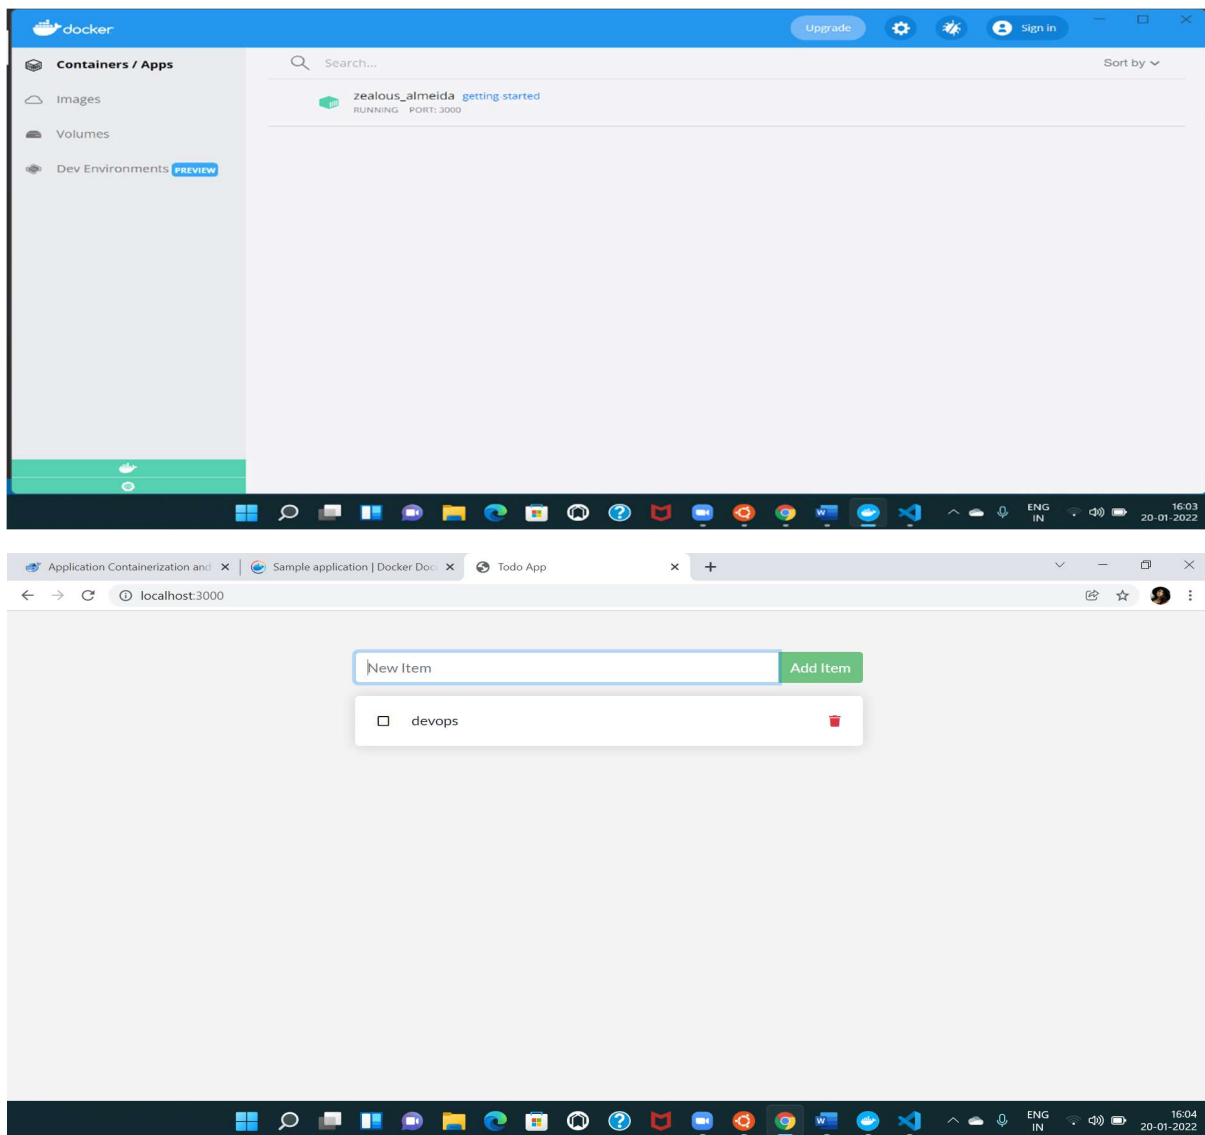 docker
Upgrade
Sign in
Containers / Apps
Search...
Sort by
Images
zealous_almeida getting-started
RUNNING PORT: 3000
Volumes
Dev Environments PREVIEW
ENG
IN
16:03
20-01-2022
Application Containerization and
Sample application | Docker Doc
Todo App
localhost:3000
New Item
Add Item
devops
ENG
IN
16:04
20-01-2022